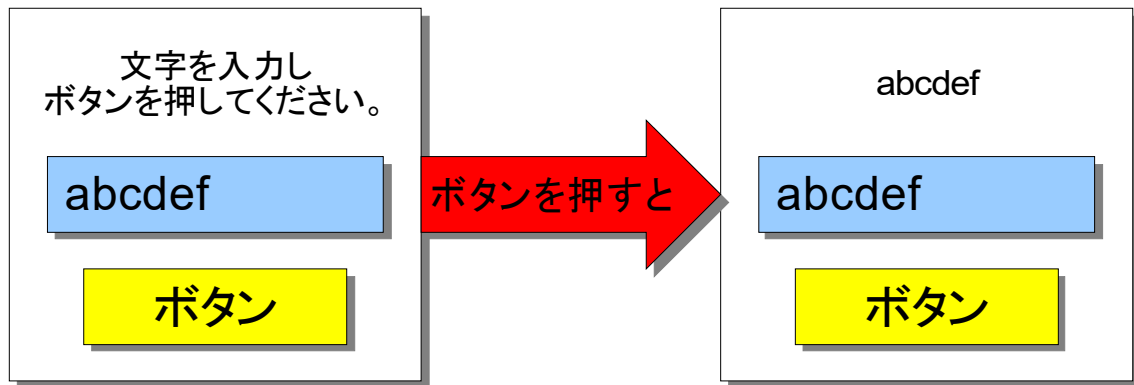 文字を入力し
ボタンを押してください。
abcdef
ボタン
ボタンを押すと
abcdef
abcdef
ボタン